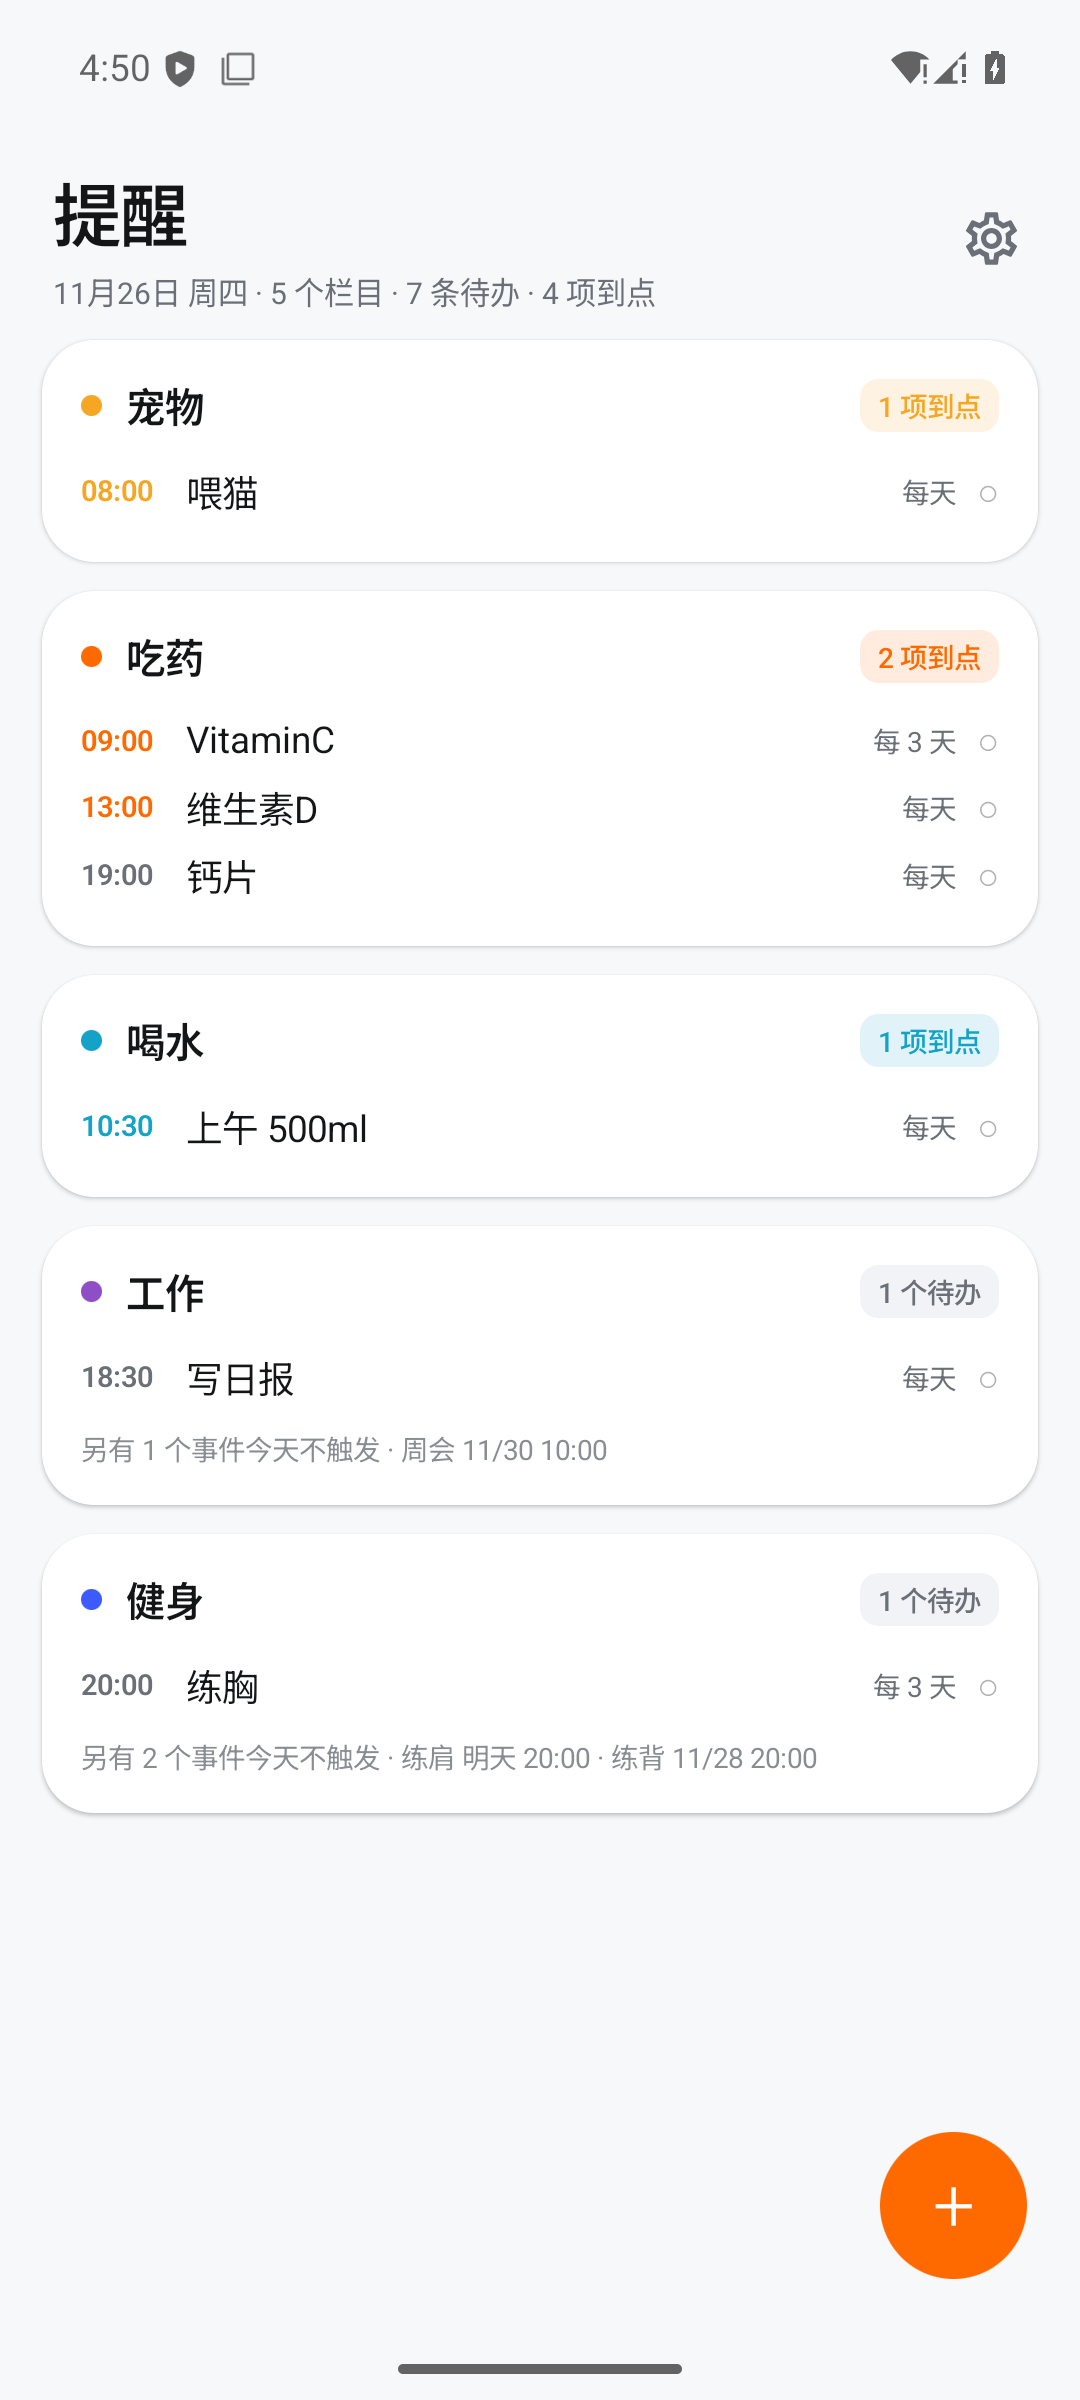 4:50
提醒
11月26日 周四 · 5 个栏目 · 7 条待办 · 4 项到点
宠物 1 项到点
08:00 喂猫 每天
吃药 2 项到点
09:00 VitaminC 每 3 天
13:00 维生素D 每天
19:00 钙片 每天
喝水 1 项到点
10:30 上午 500ml 每天
工作 1 个待办
18:30 写日报 每天
另有 1 个事件今天不触发 · 周会 11/30 10:00
健身 1 个待办
20:00 练胸 每 3 天
另有 2 个事件今天不触发 · 练肩 明天 20:00 · 练背 11/28 20:00